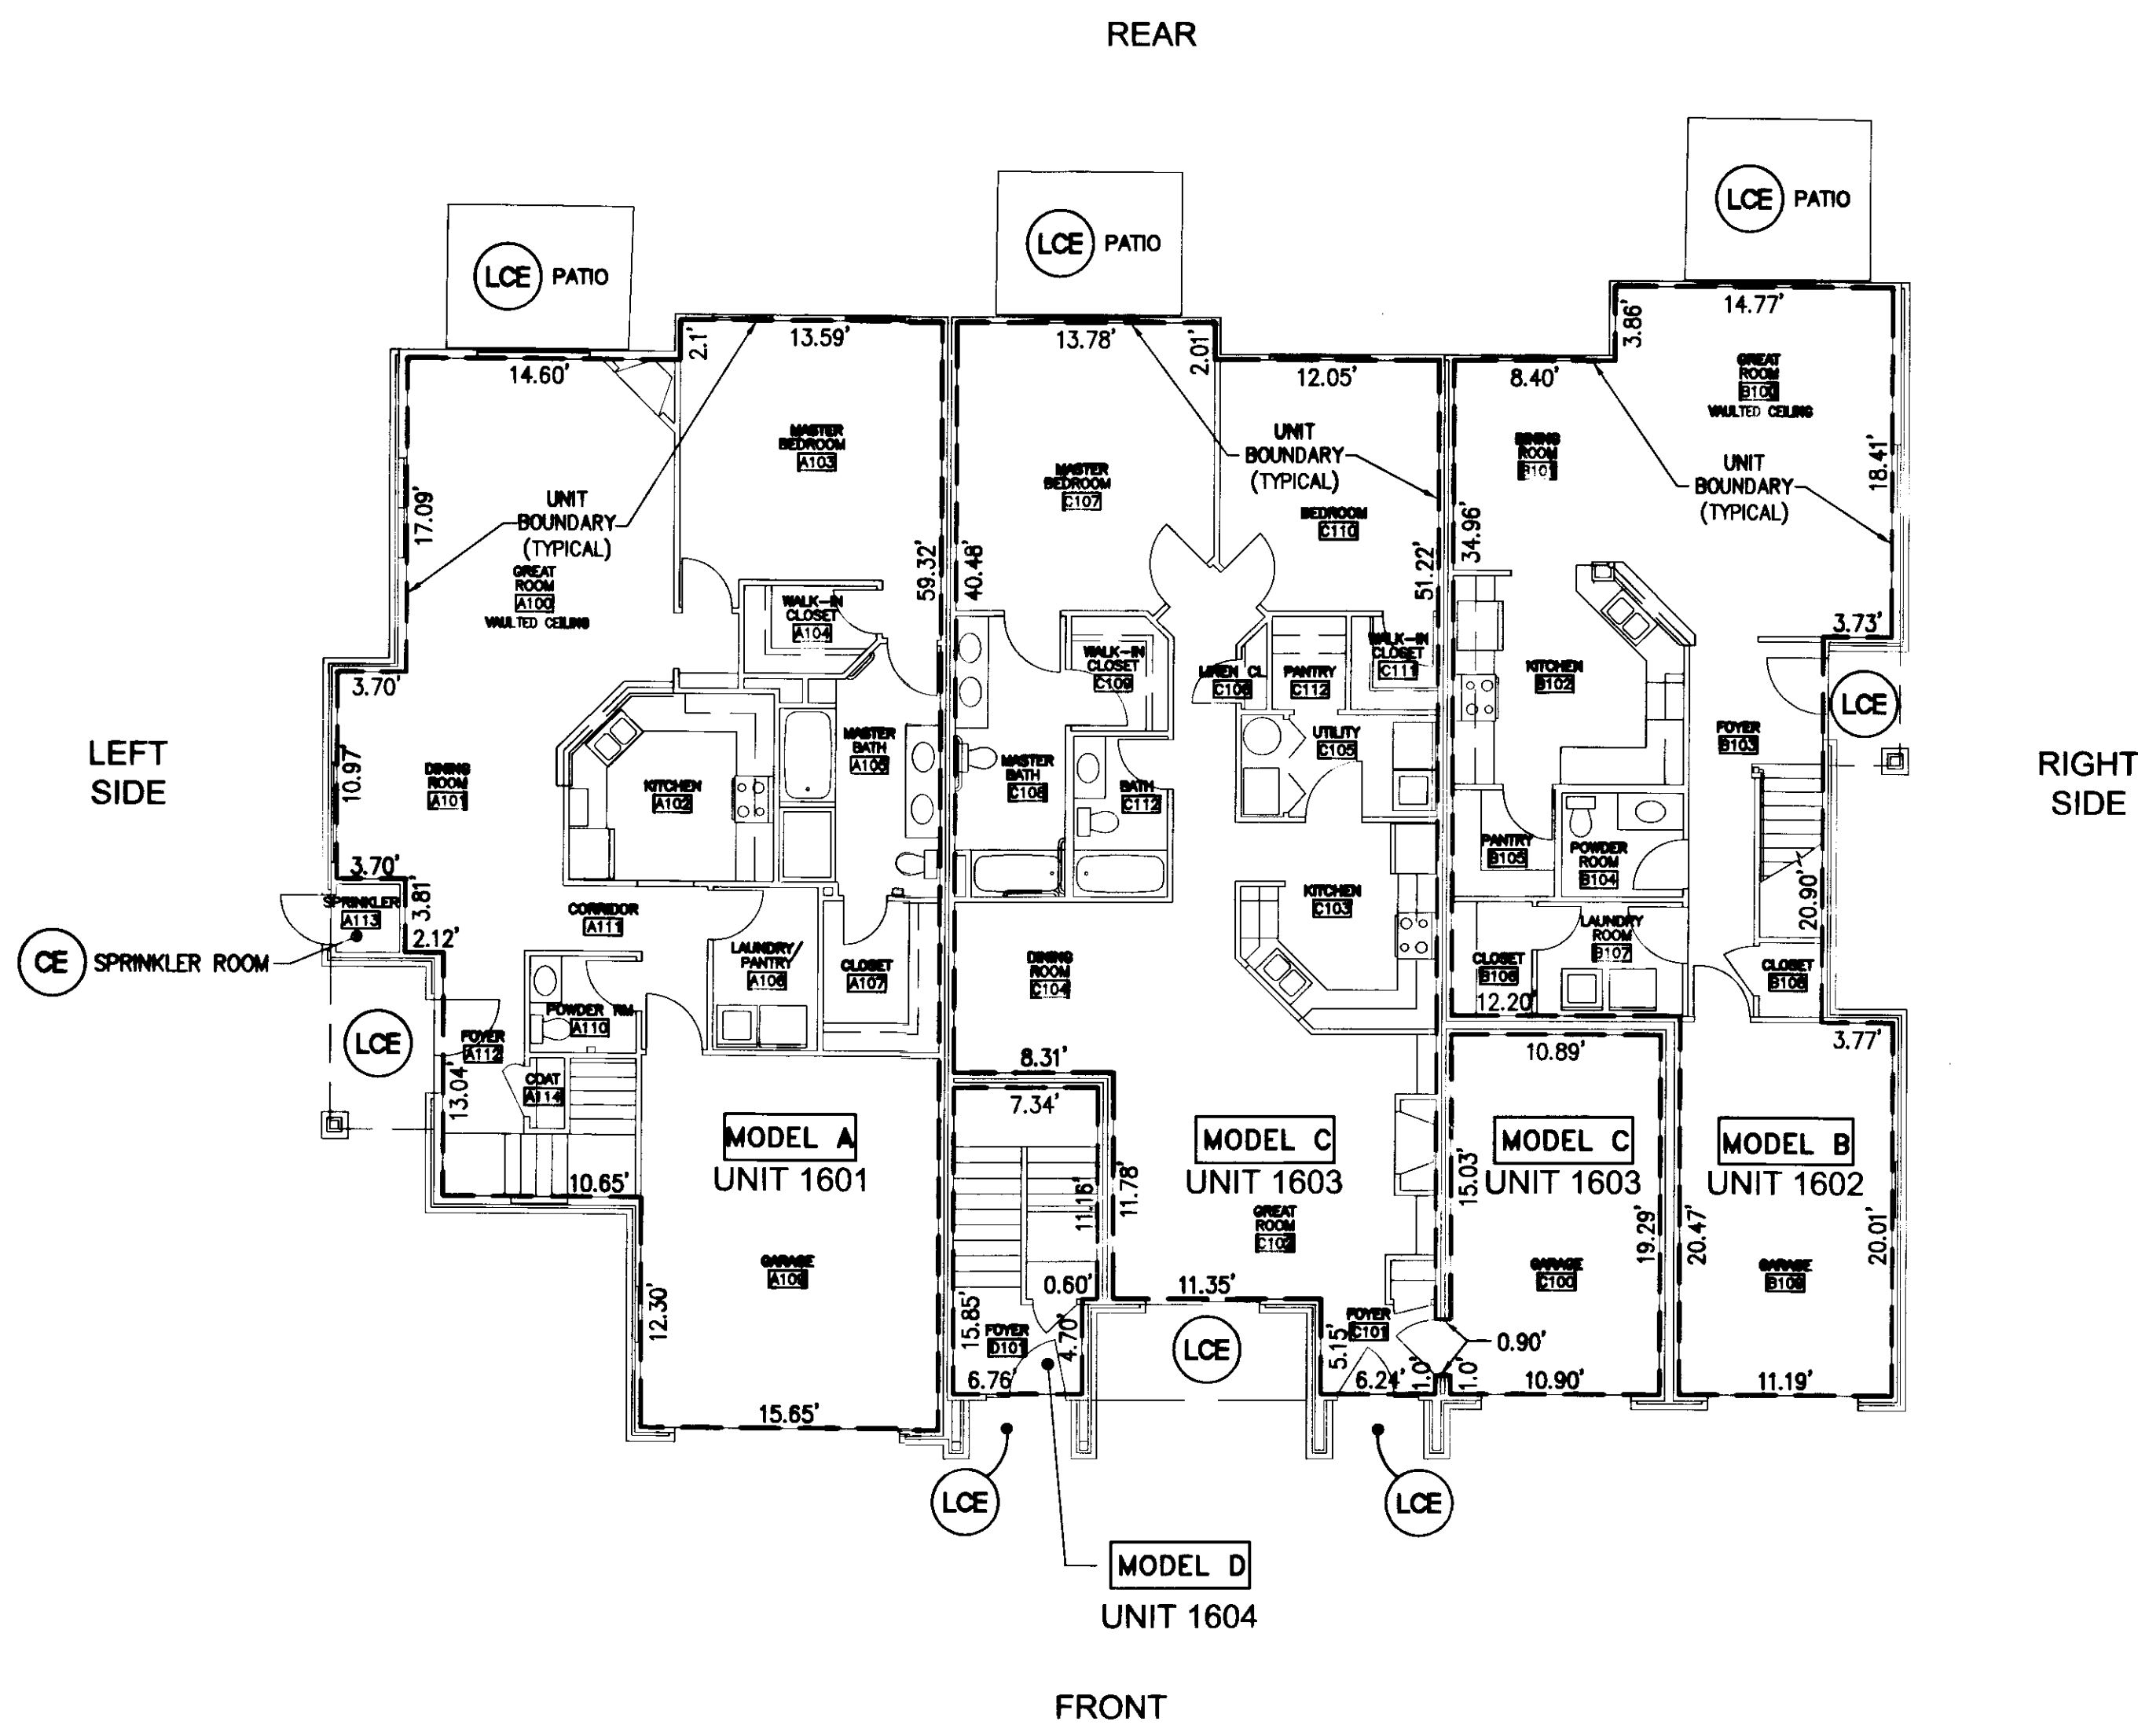 REAR
LCE PATIO
LCE PATIO
LCE PATIO
14.60'
2.1'
13.59'
13.78'
2.01'
12.05'
8.40'
3.86'
14.77'
GREAT
ROOM
B100
VAULTED CEILING
MASTER
BEDROOM
A103
MASTER
BEDROOM
C107
UNIT
BOUNDARY
(TYPICAL)
DINING
ROOM
B101
UNIT
BOUNDARY
(TYPICAL)
18.41'
17.09'
UNIT
BOUNDARY
(TYPICAL)
BEDROOM
C110
34.96'
GREAT
ROOM
A100
VAULTED CEILING
59.32'
40.48'
51.22'
WALK-IN
CLOSET
A104
3.73'
3.70'
WALK-IN
CLOSET
C109
LINEN CL.
C108
PANTRY
C112
WALK-IN
CLOSET
C111
KITCHEN
B102
LCE
FOYER
B103
LEFT
SIDE
10.97'
DINING
ROOM
A101
KITCHEN
A102
MASTER
BATH
A105
MASTER
BATH
C106
BATH
C112
UTILITY
C105
RIGHT
SIDE
3.70'
3.81'
SPRINKLER
A113
2.12'
CE SPRINKLER ROOM
CORRIDOR
A111
LAUNDRY/
PANTRY
A106
CLOSET
A107
DINING
ROOM
C104
KITCHEN
C103
PANTRY
B105
POWDER
ROOM
B104
20.90'
LAUNDRY
ROOM
B107
CLOSET
B106
CLOSET
B108
12.20'
LCE
FOYER
A112
POWDER RM.
A110
13.04'
COAT
A114
8.31'
7.34'
10.89'
3.77'
MODEL A
UNIT 1601
MODEL C
UNIT 1603
MODEL C
UNIT 1603
MODEL B
UNIT 1602
10.65'
11.16'
11.78'
15.03'
19.29'
20.47'
20.01'
GREAT
ROOM
C102
GARAGE
A109
GARAGE
C100
GARAGE
B109
12.30'
0.60'
11.35'
15.85'
FOYER
D101
4.70'
LCE
5.15'
FOYER
C101
0.90'
6.76'
6.24'
1.0'
1.0'
10.90'
11.19'
15.65'
LCE
LCE
MODEL D
UNIT 1604
FRONT